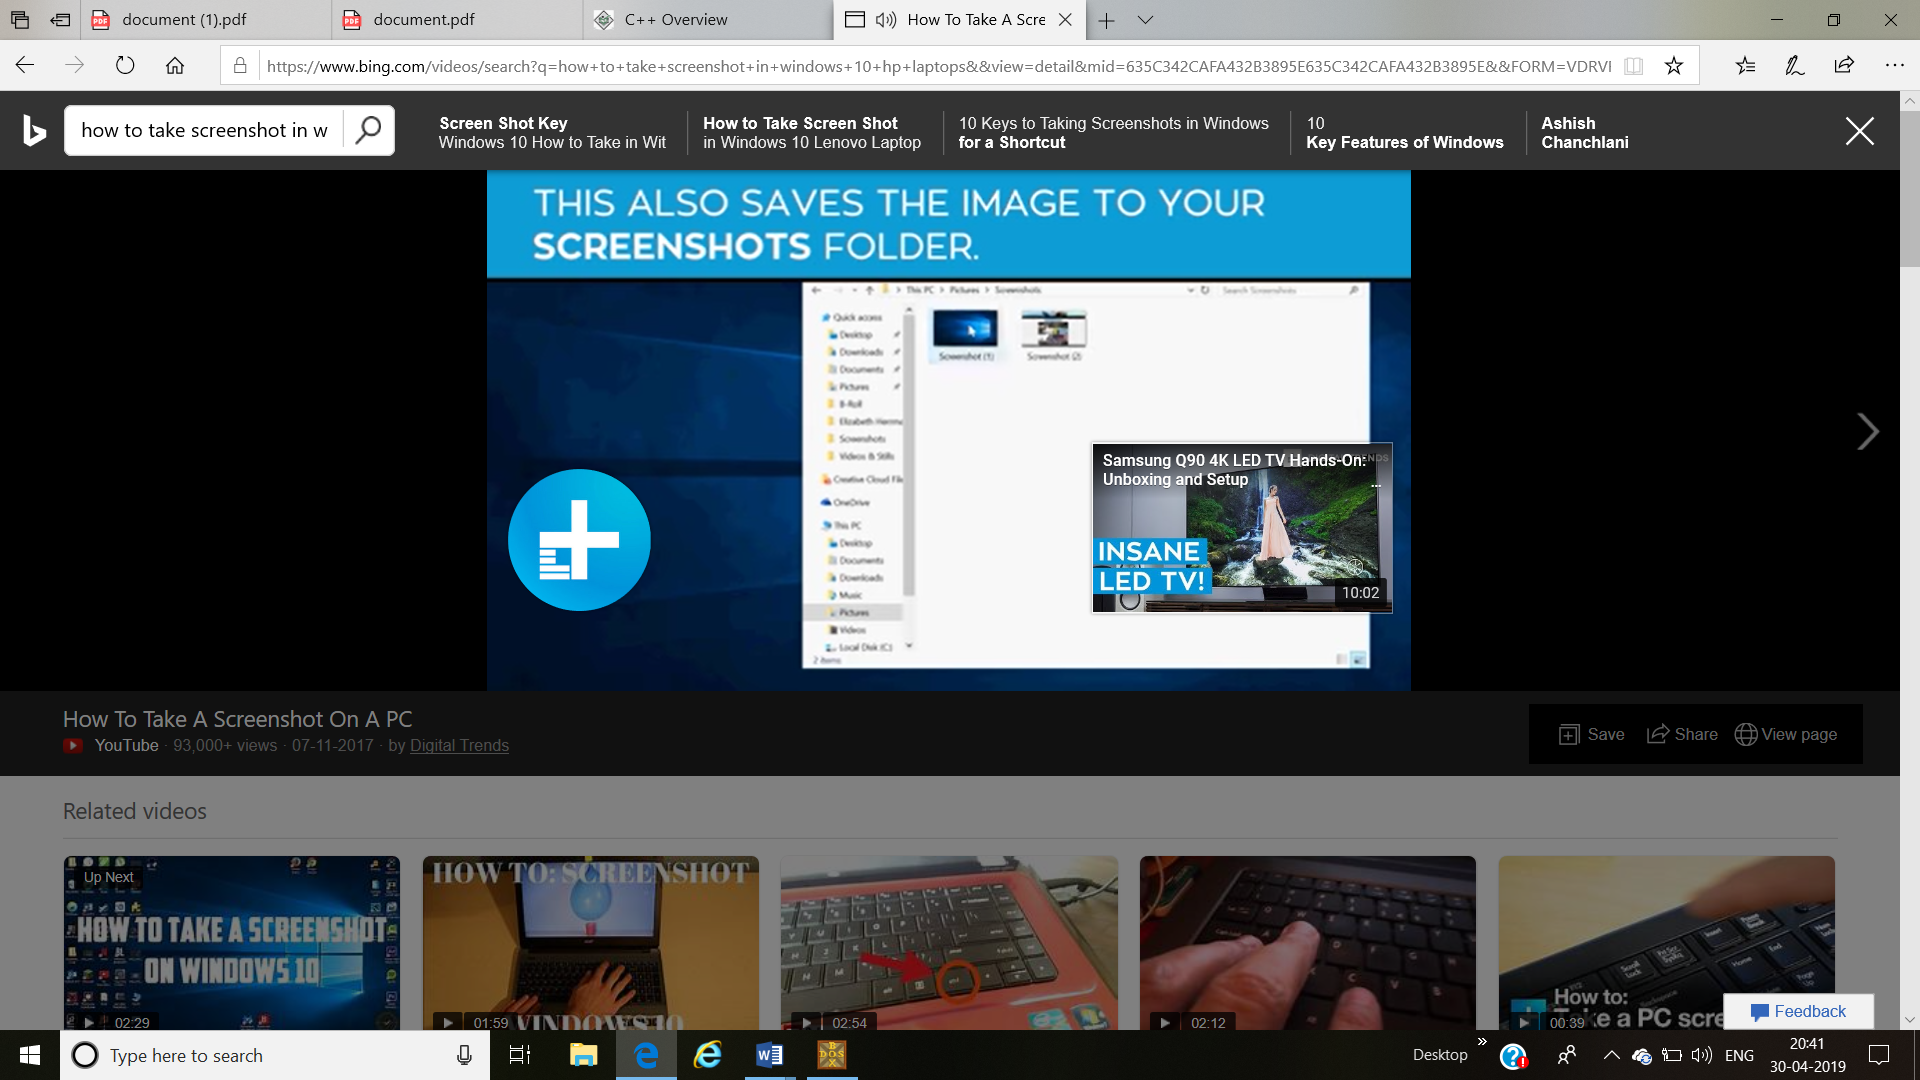 document (1).pdf
document.pdf
C++ Overview
How To Take A Scre
https://www.bing.com/videos/search?q=how+to+take+screenshot+in+windows+10+hp+laptops&&view=detail&mid=635C342CAFA432B3895E635C342CAFA432B3895E&&FORM=VDRVI
how to take screenshot in w
Screen Shot Key
Windows 10 How to Take in Wit
How to Take Screen Shot
in Windows 10 Lenovo Laptop
10 Keys to Taking Screenshots in Windows
for a Shortcut
10
Key Features of Windows
Ashish
Chanchlani
THIS ALSO SAVES THE IMAGE TO YOUR
SCREENSHOTS FOLDER.
This PC > Pictures > Screenshots
Search Screenshots
Quick access
Desktop
Downloads
Documents
Pictures
B-Roll
Screenshots
Videos & Stills
Creative Cloud File
OneDrive
This PC
Desktop
Documents
Downloads
Music
Pictures
Videos
Local Disk (C:)
2 items
Screenshot (1)
Screenshot (2)
Samsung Q90 4K LED TV Hands-On:
Unboxing and Setup
...
INSANE
LED TV!
10:02
How To Take A Screenshot On A PC
YouTube · 93,000+ views · 07-11-2017 · by Digital Trends
Save
Share
View page
Related videos
Up Next
HOW TO TAKE A SCREENSHOT
ON WINDOWS 10
02:29
HOW TO: SCREENSHOT
WINDOWS 10
01:59
02:54
02:12
How to:
Take a PC scre
00:39
Feedback
Type here to search
Desktop
ENG
20:41
30-04-2019